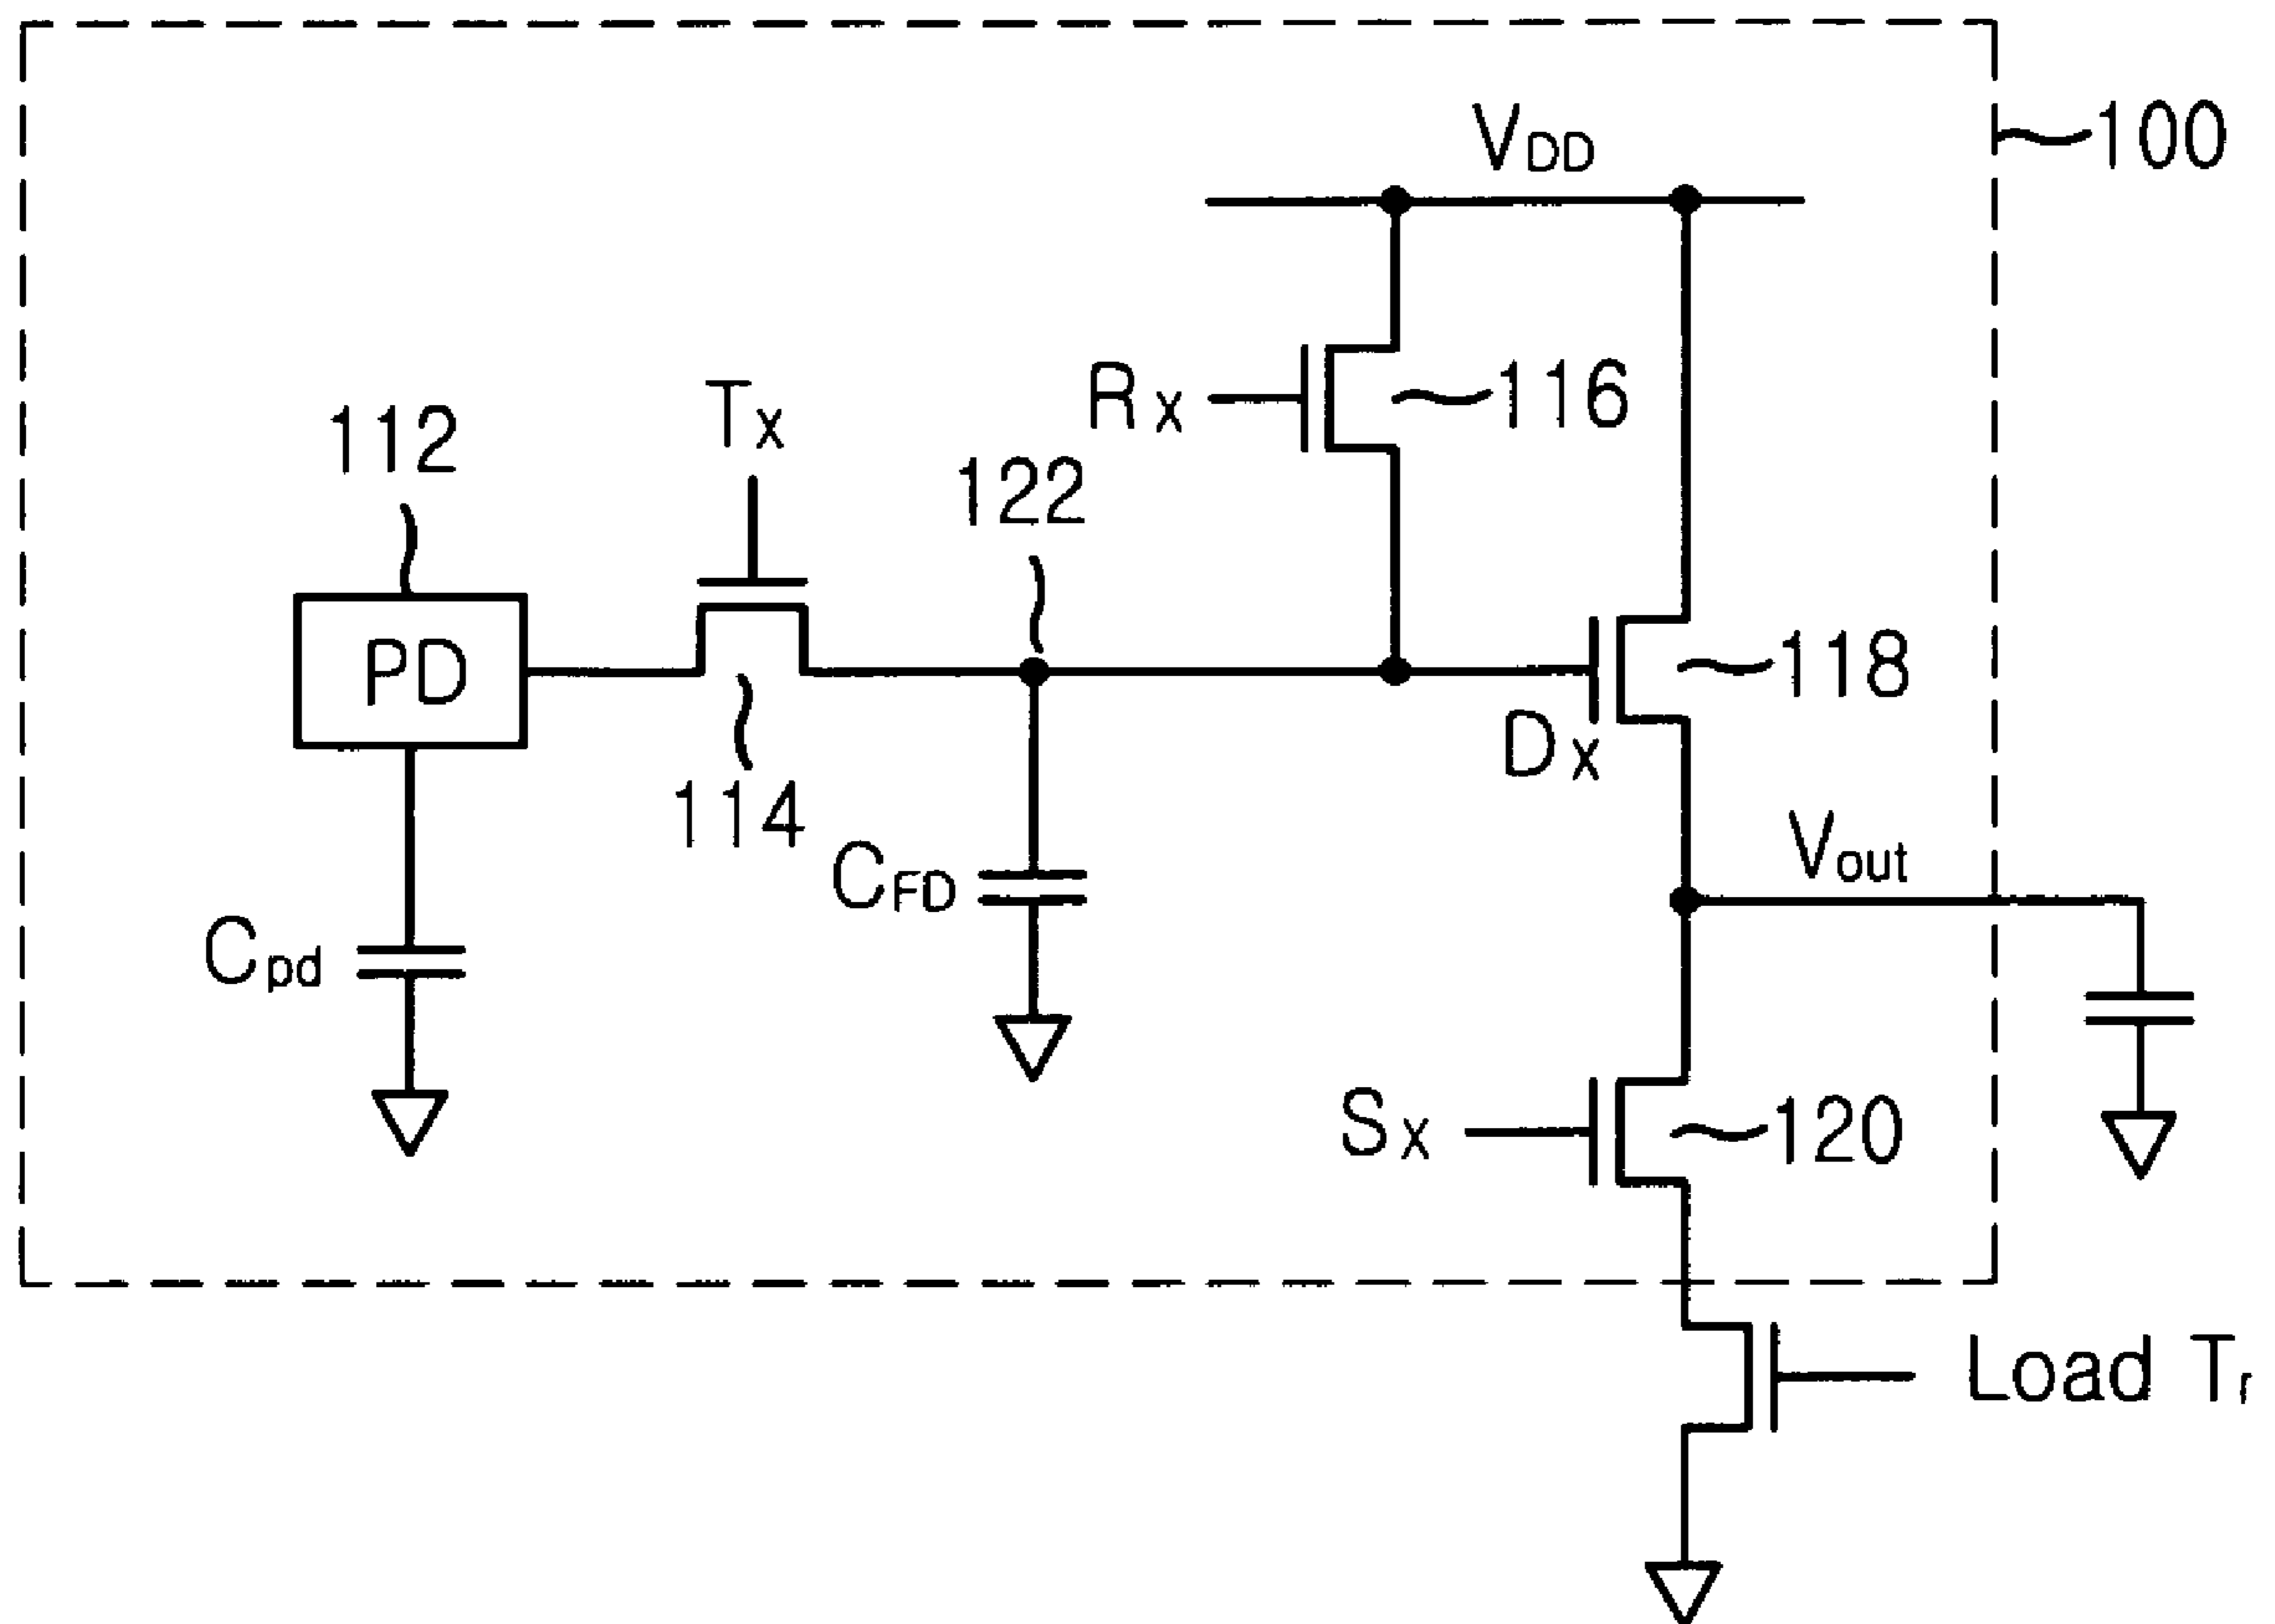 VDD
100
Rx
116
Tx
112
122
PD
118
Dx
114
CFD
Vout
Cpd
Sx
120
Load Tr